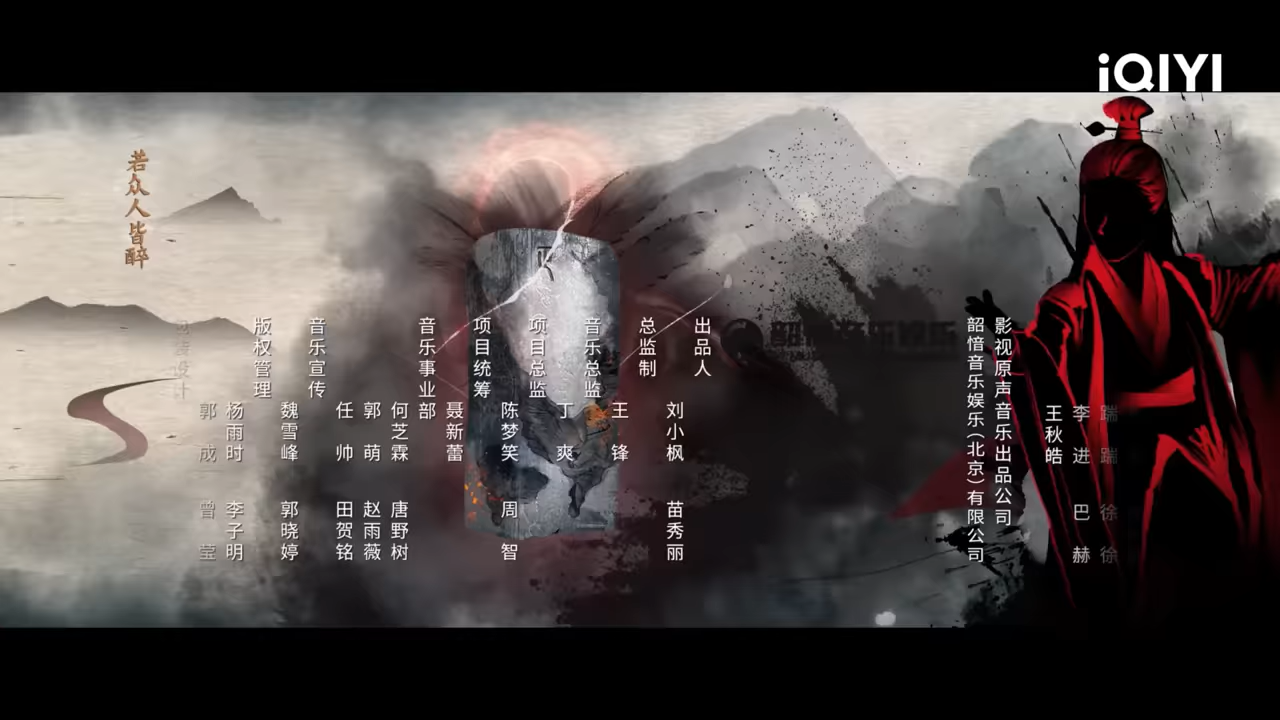 iQIYI
踹踹 徐徐
李进 巴赫
王秋皓
影视原声音乐出品公司
韶愔音乐娱乐(北京)有限公司
出品人
刘小枫 苗秀丽
总监制
王锋
音乐总监
丁爽
项目总监
陈梦笑 周智
项目统筹
聂新蕾
音乐事业部
何芝霖 唐野树
郭萌 赵雨薇
任帅 田贺铭
音乐宣传
魏雪峰 郭晓婷
版权管理
杨雨时 李子明
郭成 曾莹
若众人皆醉